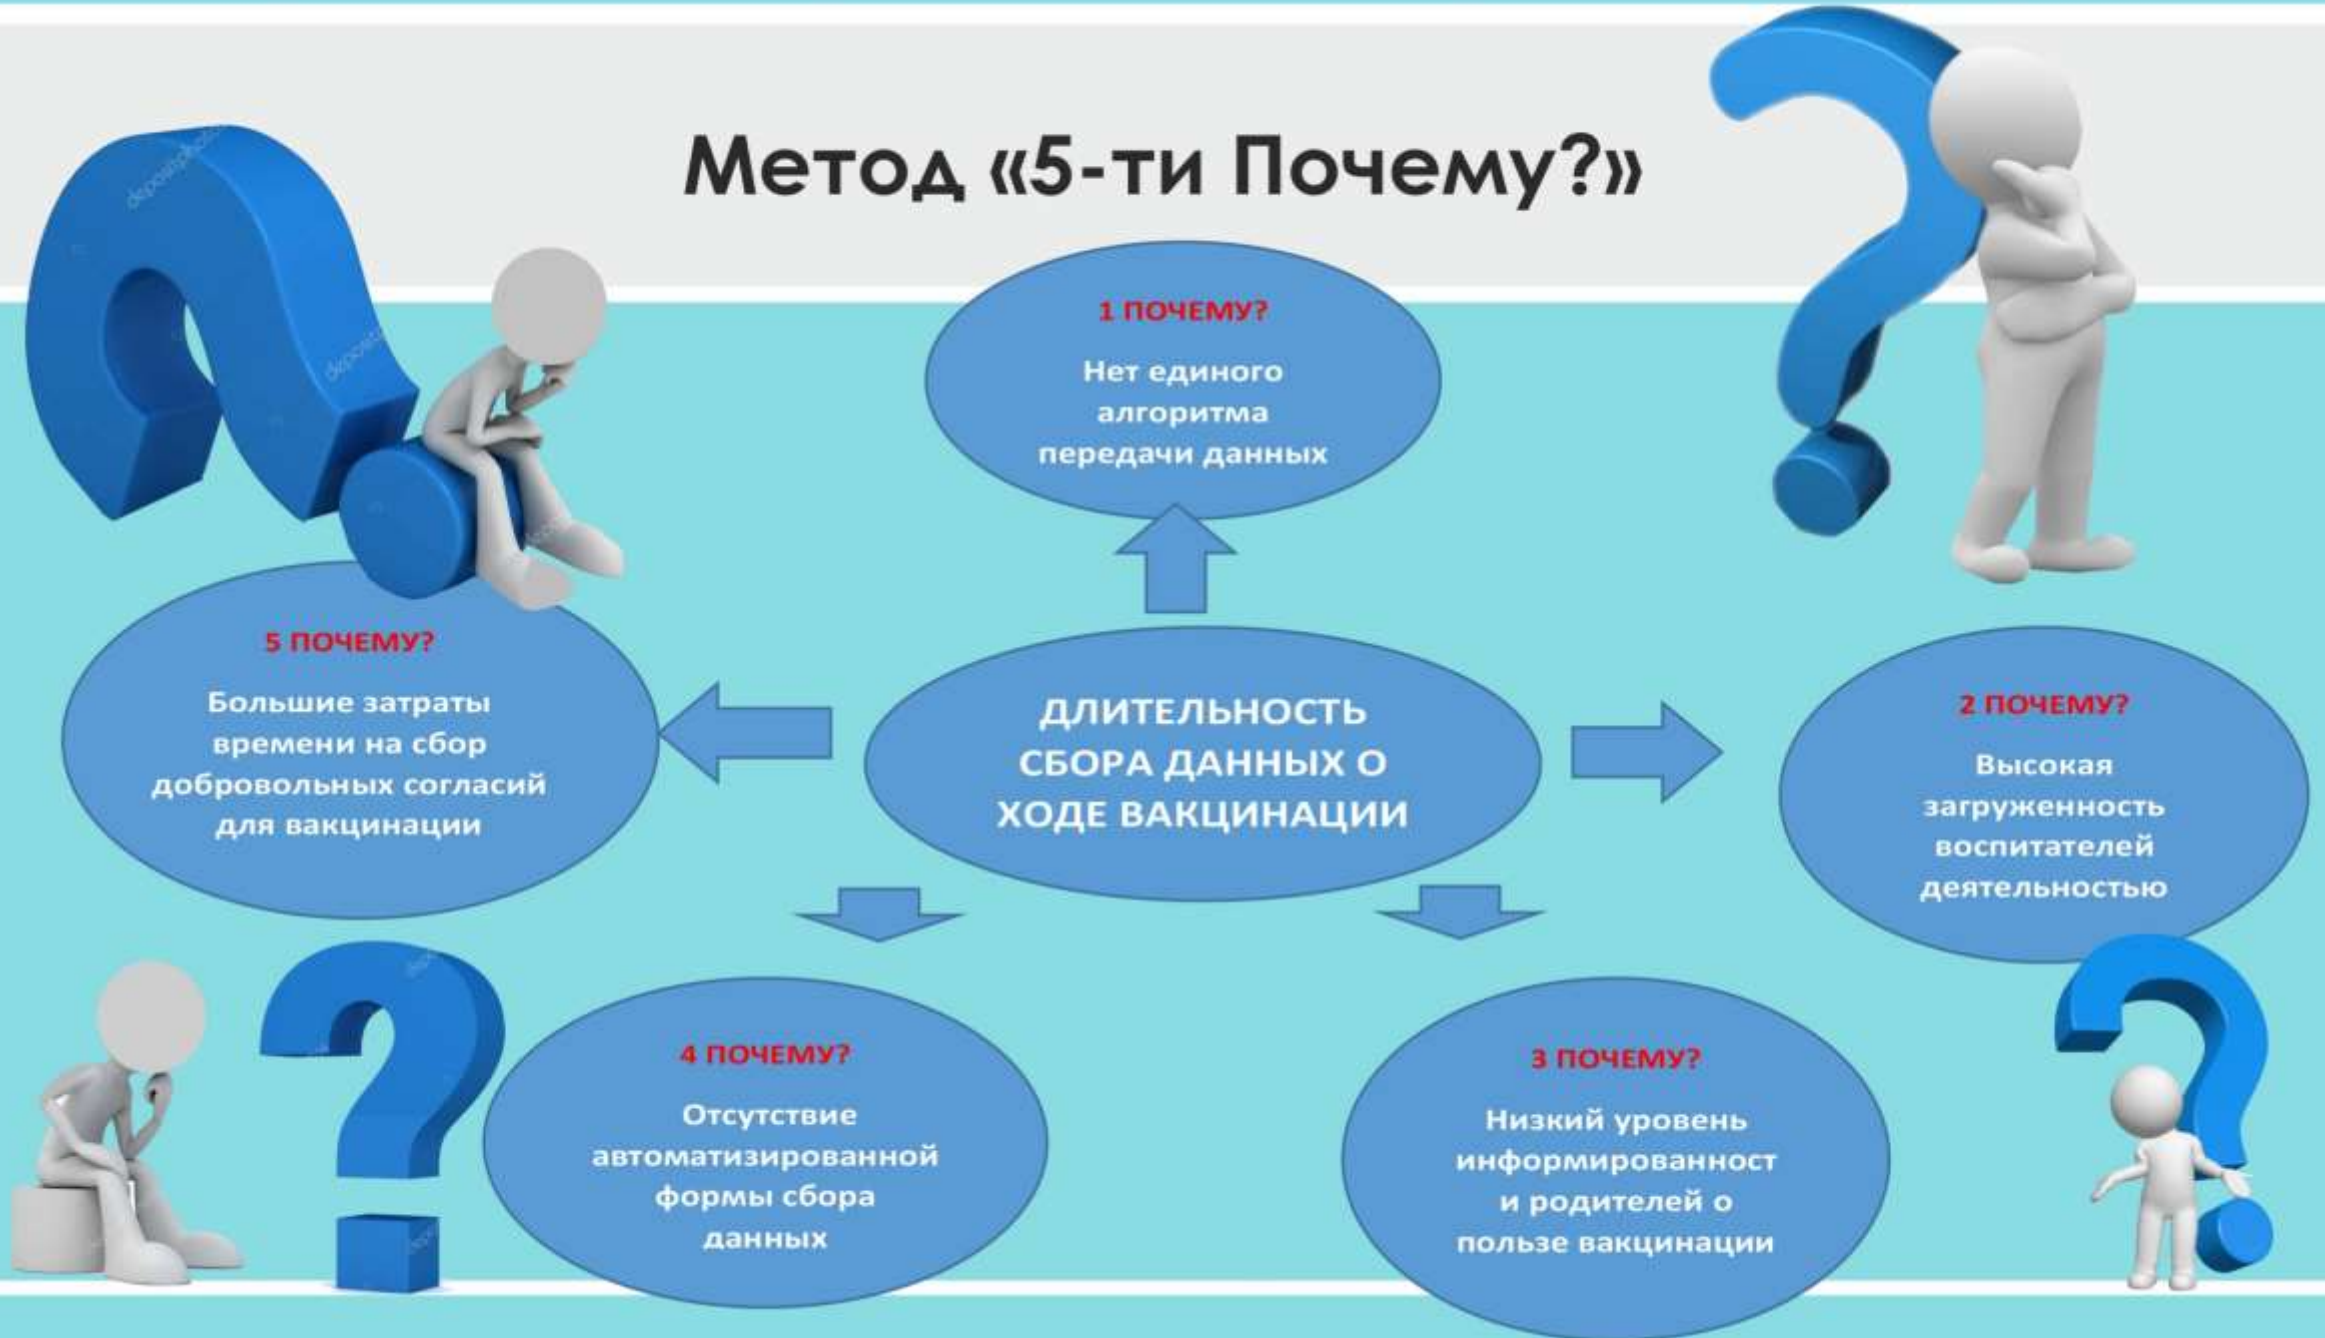 Метод «5-ти Почему?»
1 ПОЧЕМУ?
Нет единого
алгоритма
передачи данных
5 ПОЧЕМУ?
Большие затраты
времени на сбор
добровольных согласий
для вакцинации
ДЛИТЕЛЬНОСТЬ
СБОРА ДАННЫХ О
ХОДЕ ВАКЦИНАЦИИ
2 ПОЧЕМУ?
Высокая
загруженность
воспитателей
деятельностью
4 ПОЧЕМУ?
Отсутствие
автоматизированной
формы сбора
данных
3 ПОЧЕМУ?
Низкий уровень
информированност
и родителей о
пользе вакцинации